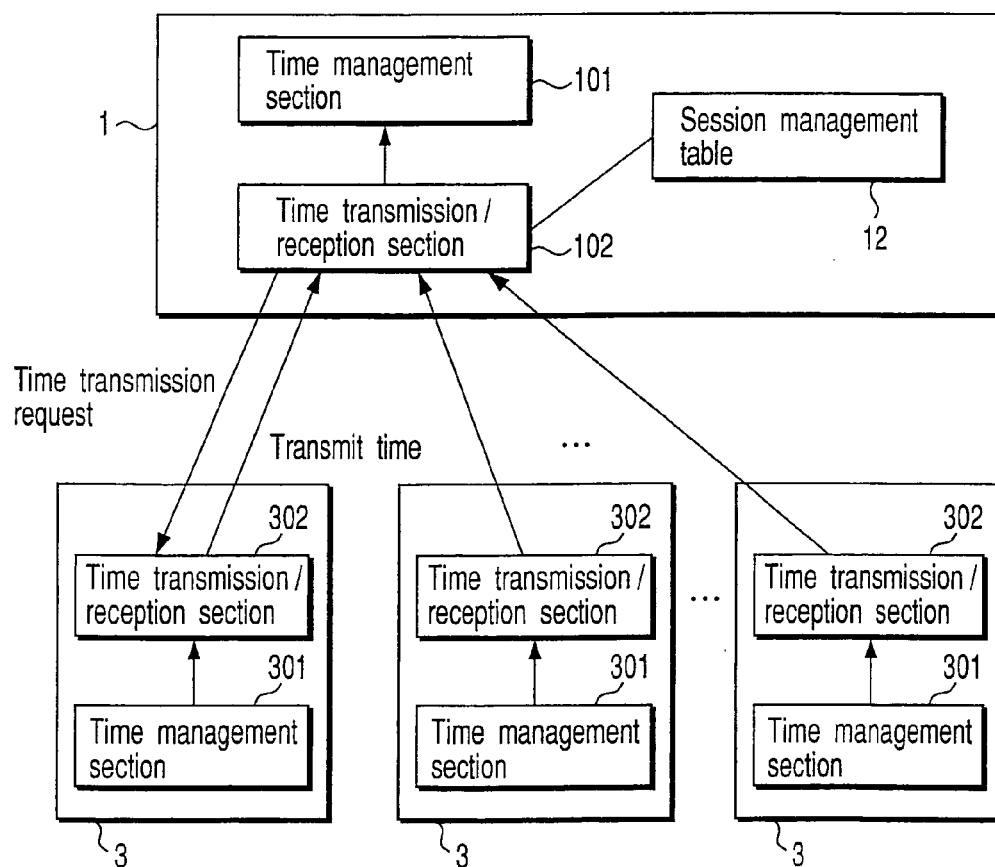 Time management
section
101
1
Session management
table
12
Time transmission /
reception section
102
Time transmission
request
Transmit time
...
302
Time transmission /
reception section
301
Time management
section
3
302
Time transmission /
reception section
301
Time management
section
3
...
302
Time transmission /
reception section
301
Time management
section
3